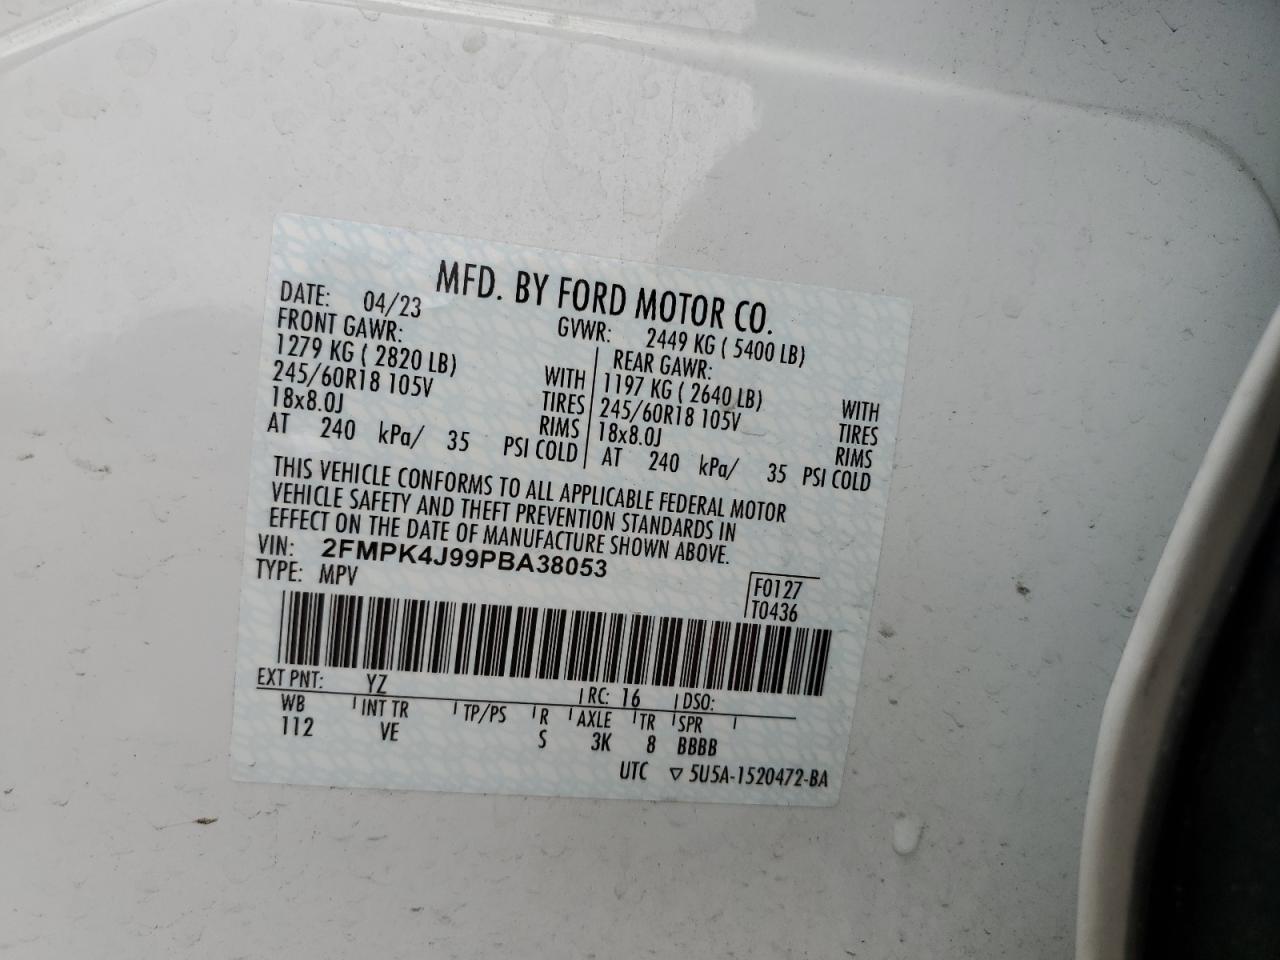 MFD. BY FORD MOTOR CO.
DATE: 04/23 GVWR: 2449 KG ( 5400 LB)
FRONT GAWR: REAR GAWR:
1279 KG ( 2820 LB) WITH 1197 KG ( 2640 LB) WITH
245/60R18 105V TIRES 245/60R18 105V TIRES
18x8.0J RIMS 18x8.0J RIMS
AT 240 kPa/ 35 PSI COLD AT 240 kPa/ 35 PSI COLD
THIS VEHICLE CONFORMS TO ALL APPLICABLE FEDERAL MOTOR
VEHICLE SAFETY AND THEFT PREVENTION STANDARDS IN
EFFECT ON THE DATE OF MANUFACTURE SHOWN ABOVE.
VIN: 2FMPK4J99PBA38053
TYPE: MPV
F0127
T0436
EXT PNT: YZ RC: 16 DSO:
WB INT TR TP/PS R AXLE TR SPR
112 VE S 3K 8 BBBB
UTC ▽ 5U5A-1520472-BA